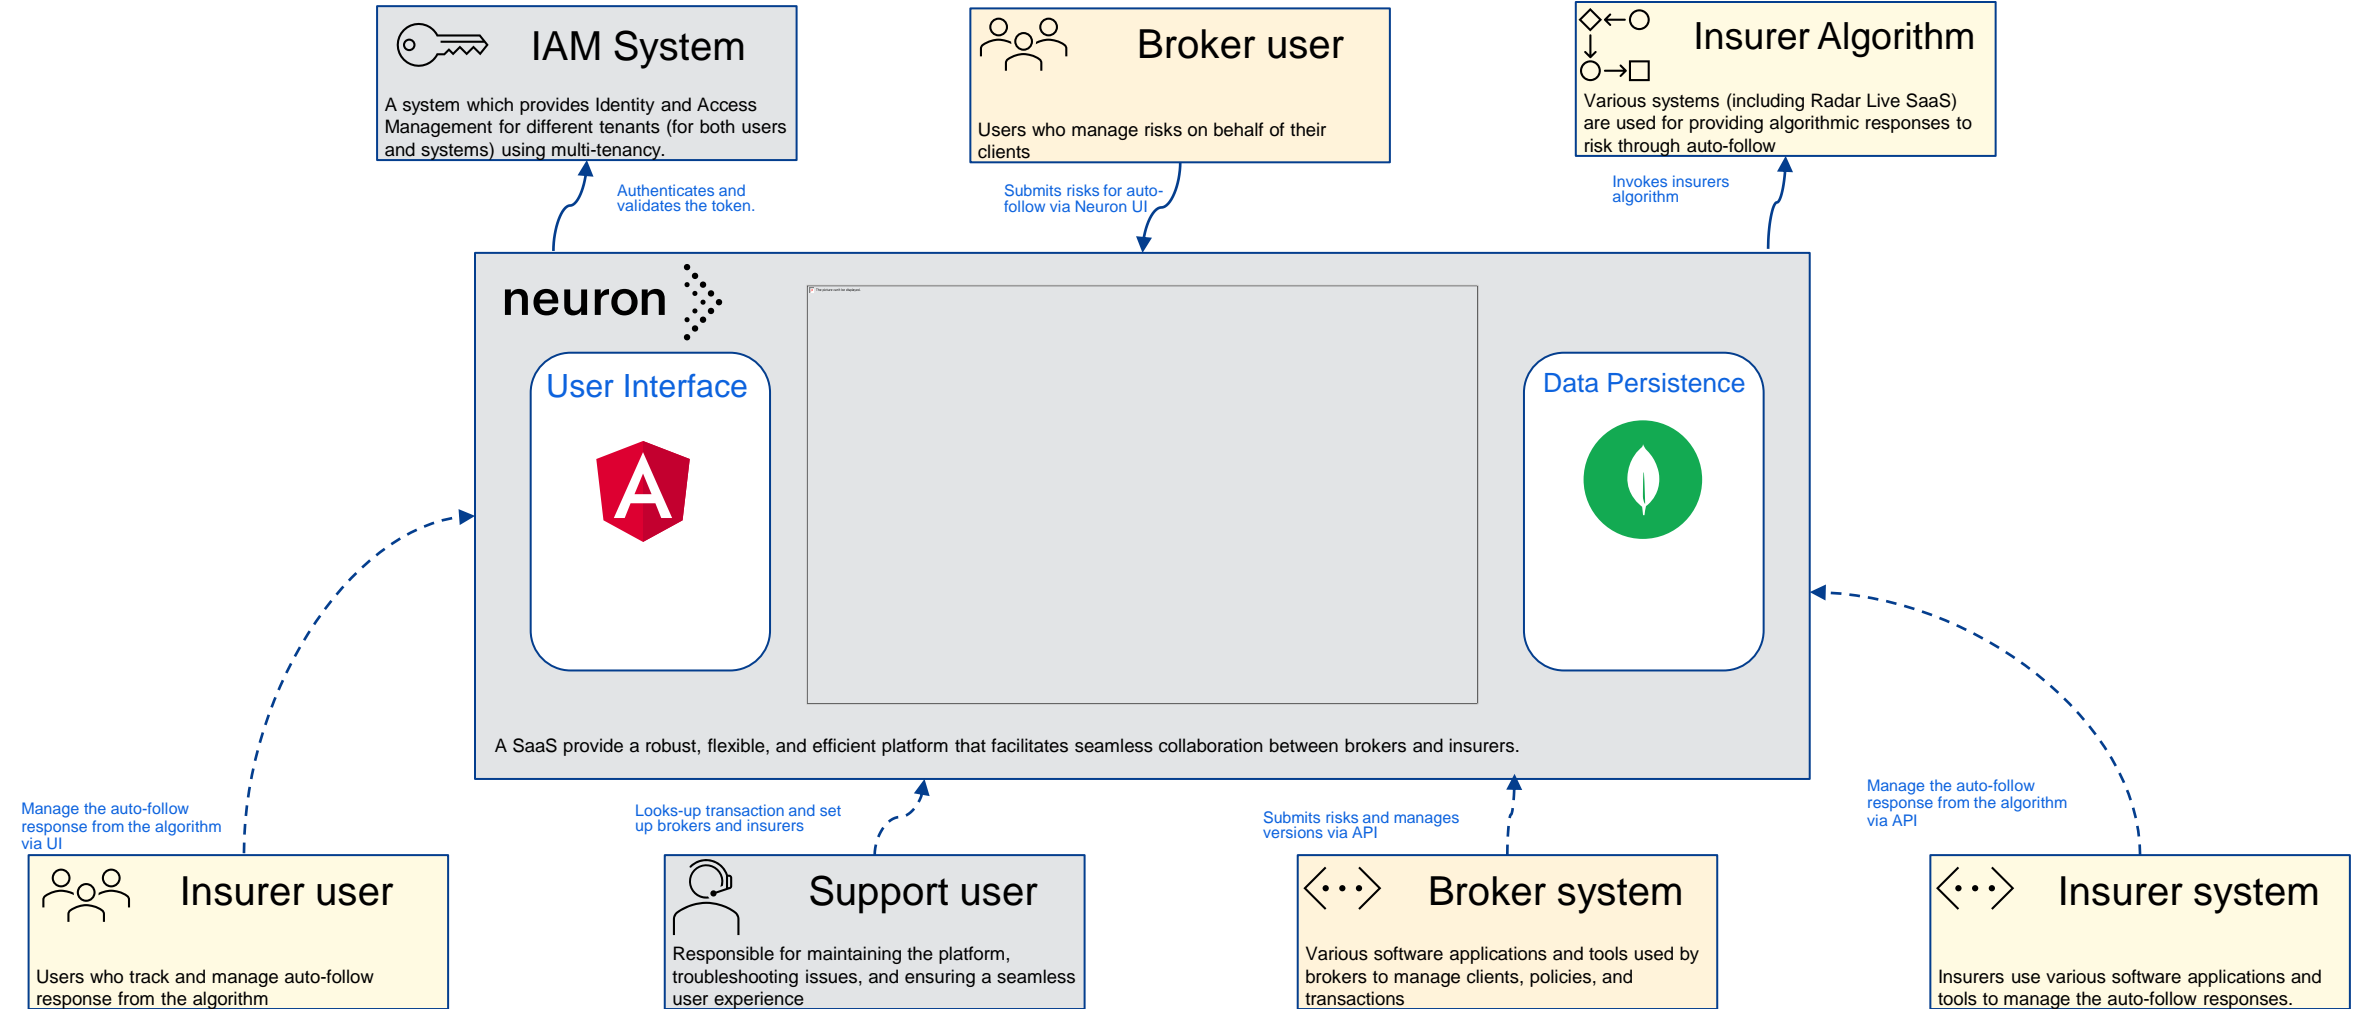 IAM System
A system which provides Identity and Access
Management for different tenants (for both users
and systems) using multi-tenancy.
Broker user
Users who manage risks on behalf of their
clients
Insurer Algorithm
Various systems (including Radar Live SaaS)
are used for providing algorithmic responses to
risk through auto-follow
Authenticates and
validates the token.
Submits risks for auto-
follow via Neuron UI
Invokes insurers
algorithm
neuron
The picture can't be displayed.
User Interface
Data Persistence
A SaaS provide a robust, flexible, and efficient platform that facilitates seamless collaboration between brokers and insurers.
Manage the auto-follow
response from the algorithm
via UI
Looks-up transaction and set
up brokers and insurers
Submits risks and manages
versions via API
Manage the auto-follow
response from the algorithm
via API
Insurer user
Users who track and manage auto-follow
response from the algorithm
Support user
Responsible for maintaining the platform,
troubleshooting issues, and ensuring a seamless
user experience
Broker system
Various software applications and tools used by
brokers to manage clients, policies, and
transactions
Insurer system
Insurers use various software applications and
tools to manage the auto-follow responses.